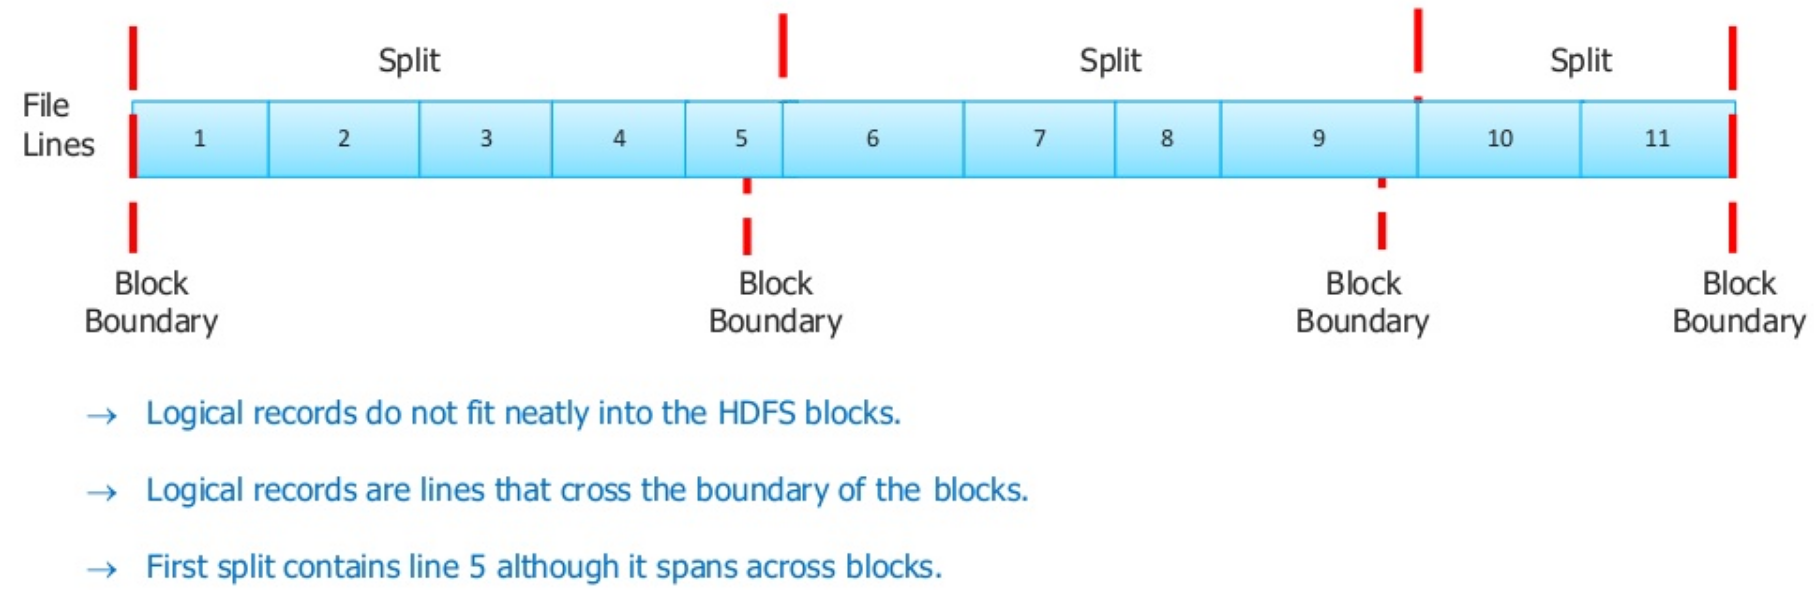 Split Split Split
File
Lines
1 2 3 4 5 6 7 8 9 10 11
Block Block Block Block
Boundary Boundary Boundary Boundary
→ Logical records do not fit neatly into the HDFS blocks.
→ Logical records are lines that cross the boundary of the blocks.
→ First split contains line 5 although it spans across blocks.